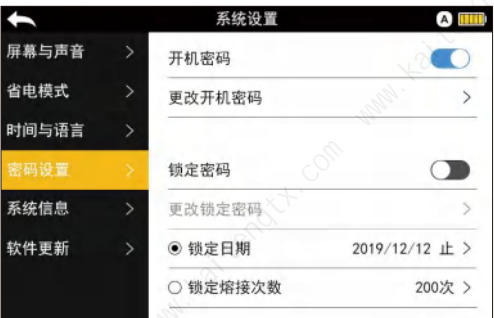 系统设置
A
屏幕与声音
省电模式
时间与语言
密码设置
系统信息
软件更新
开机密码
更改开机密码
锁定密码
更改锁定密码
锁定日期 2019/12/12 止
锁定熔接次数 200次